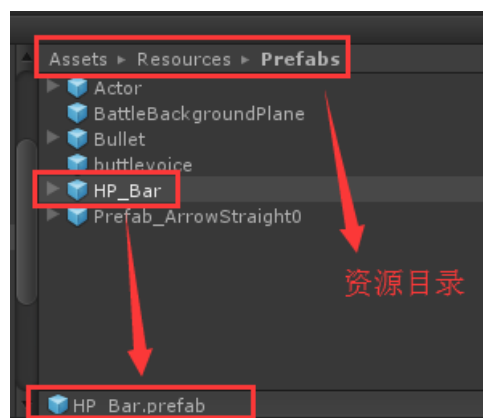 Assets ▸ Resources ▸ Prefabs
Actor
BattleBackgroundPlane
Bullet
buttlevoice
HP_Bar
Prefab_ArrowStraight0
资源目录
HP_Bar.prefab